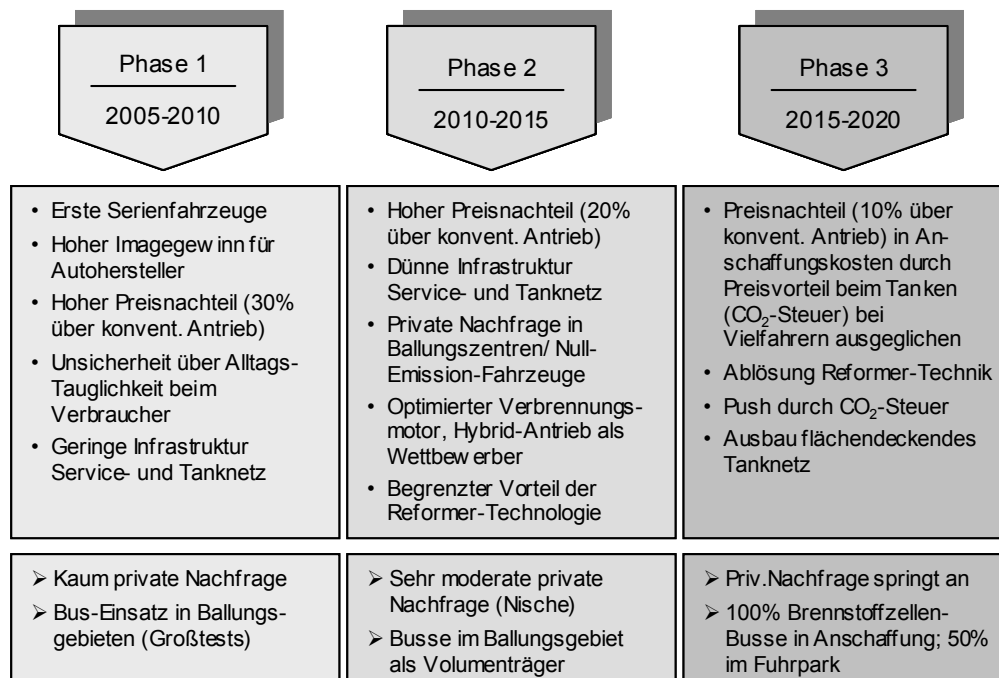 Phase 1
2005-2010
Phase 2
2010-2015
Phase 3
2015-2020
• Erste Serienfahrzeuge
• Hoher Imagegewinn für
Autohersteller
• Hoher Preisnachteil (30%
über konvent. Antrieb)
• Unsicherheit über Alltags-
Tauglichkeit beim
Verbraucher
• Geringe Infrastruktur
Service- und Tanknetz
• Hoher Preisnachteil (20%
über konvent. Antrieb)
• Dünne Infrastruktur
Service- und Tanknetz
• Private Nachfrage in
Ballungszentren/ Null-
Emission-Fahrzeuge
• Optimierter Verbrennungs-
motor, Hybrid-Antrieb als
Wettbewerber
• Begrenzter Vorteil der
Reformer-Technologie
• Preisnachteil (10% über
konvent. Antrieb) in An-
schaffungskosten durch
Preisvorteil beim Tanken
(CO₂-Steuer) bei
Vielfahrern ausgeglichen
• Ablösung Reformer-Technik
• Push durch CO₂-Steuer
• Ausbau flächendeckendes
Tanknetz
➢ Kaum private Nachfrage
➢ Bus-Einsatz in Ballungs-
gebieten (Großtests)
➢ Sehr moderate private
Nachfrage (Nische)
➢ Busse im Ballungsgebiet
als Volumenträger
➢ Priv.Nachfrage springt an
➢ 100% Brennstoffzellen-
Busse in Anschaffung; 50%
im Fuhrpark